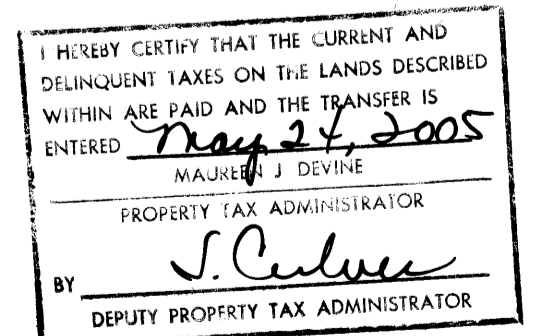 I HEREBY CERTIFY THAT THE CURRENT AND
DELINQUENT TAXES ON THE LANDS DESCRIBED
WITHIN ARE PAID AND THE TRANSFER IS
ENTERED May 24, 2005
MAUREEN J DEVINE
PROPERTY TAX ADMINISTRATOR
BY J. Culver
DEPUTY PROPERTY TAX ADMINISTRATOR